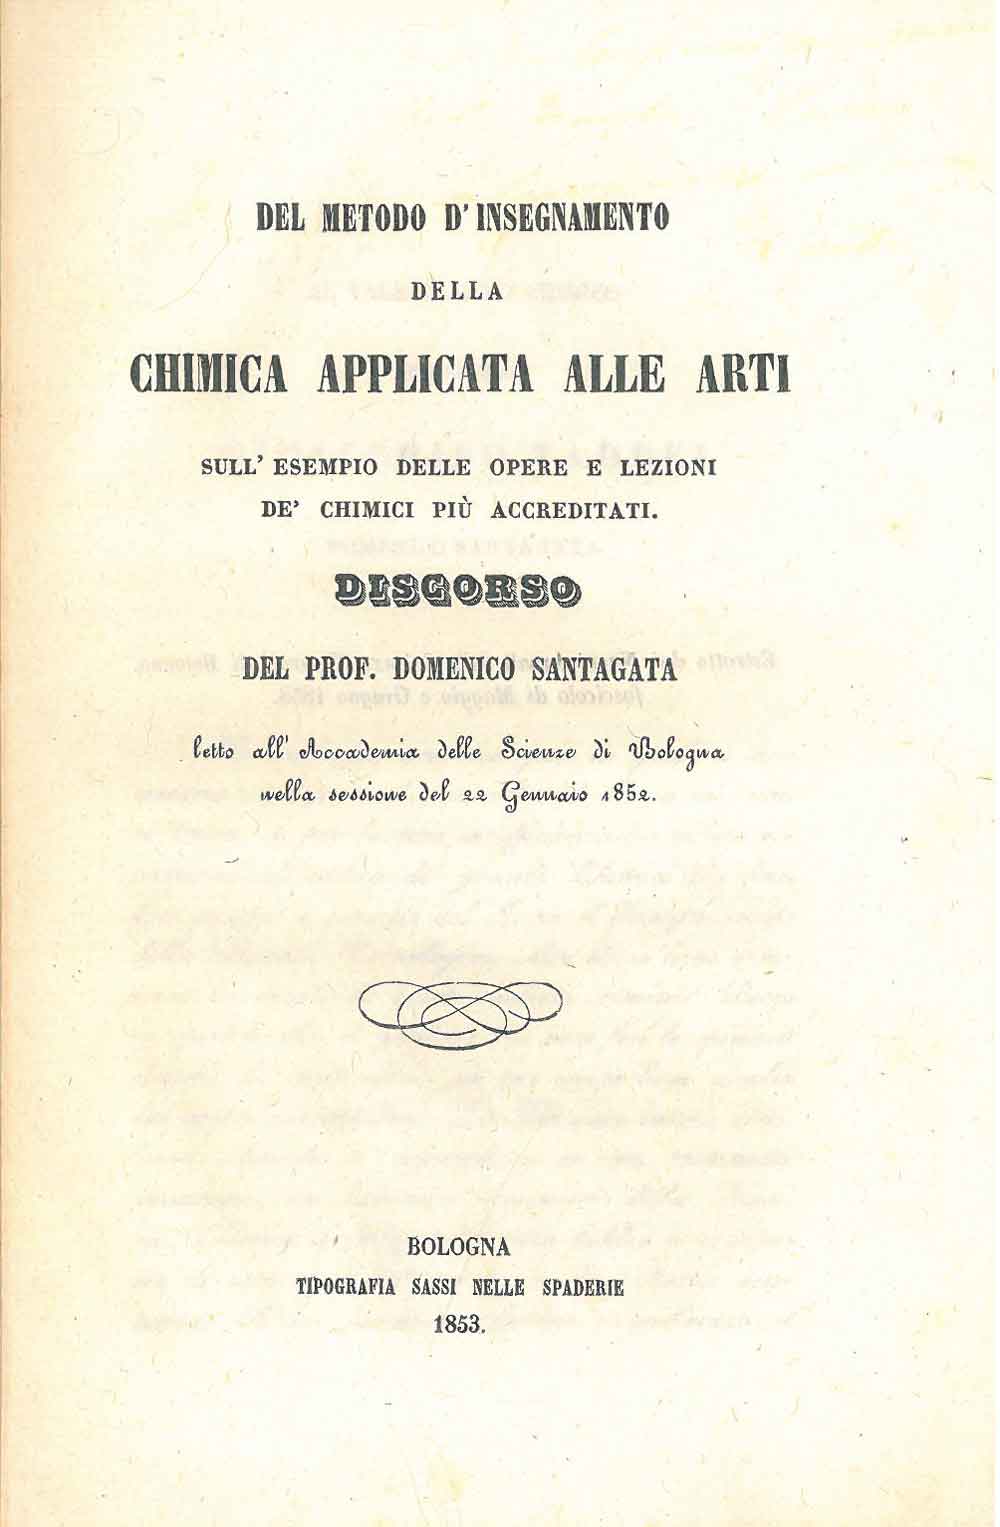 DEL METODO D' INSEGNAMENTO
DELLA
CHIMICA APPLICATA ALLE ARTI
SULL' ESEMPIO DELLE OPERE E LEZIONI
DE' CHIMICI PIÙ ACCREDITATI.
DISCORSO
DEL PROF. DOMENICO SANTAGATA
letto all' Accademia delle Scienze di Bologna
nella sessione del 22 Gennaio 1852.
BOLOGNA
TIPOGRAFIA SASSI NELLE SPADERIE
1853.